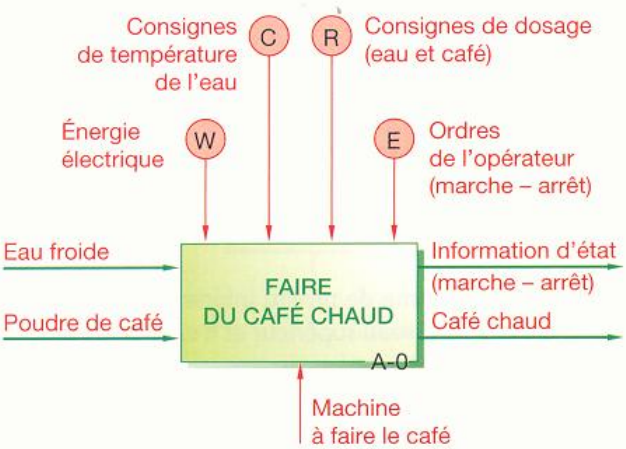 Consignes
de température
de l'eau
C
R
Consignes de dosage
(eau et café)
Énergie
électrique
W
E
Ordres
de l'opérateur
(marche – arrêt)
Eau froide
Poudre de café
FAIRE
DU CAFÉ CHAUD
A-0
Information d'état
(marche – arrêt)
Café chaud
Machine
à faire le café